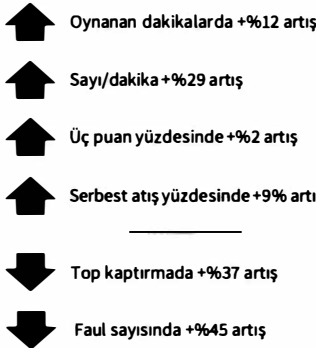 Oynanan dakikalarda +%12 artış
Sayı/dakika +%29 artış
Üç puan yüzdesinde +%2 artış
Serbest atış yüzdesinde +9% artı
Top kaptırmada +%37 artış
Faul sayısında +%45 artış